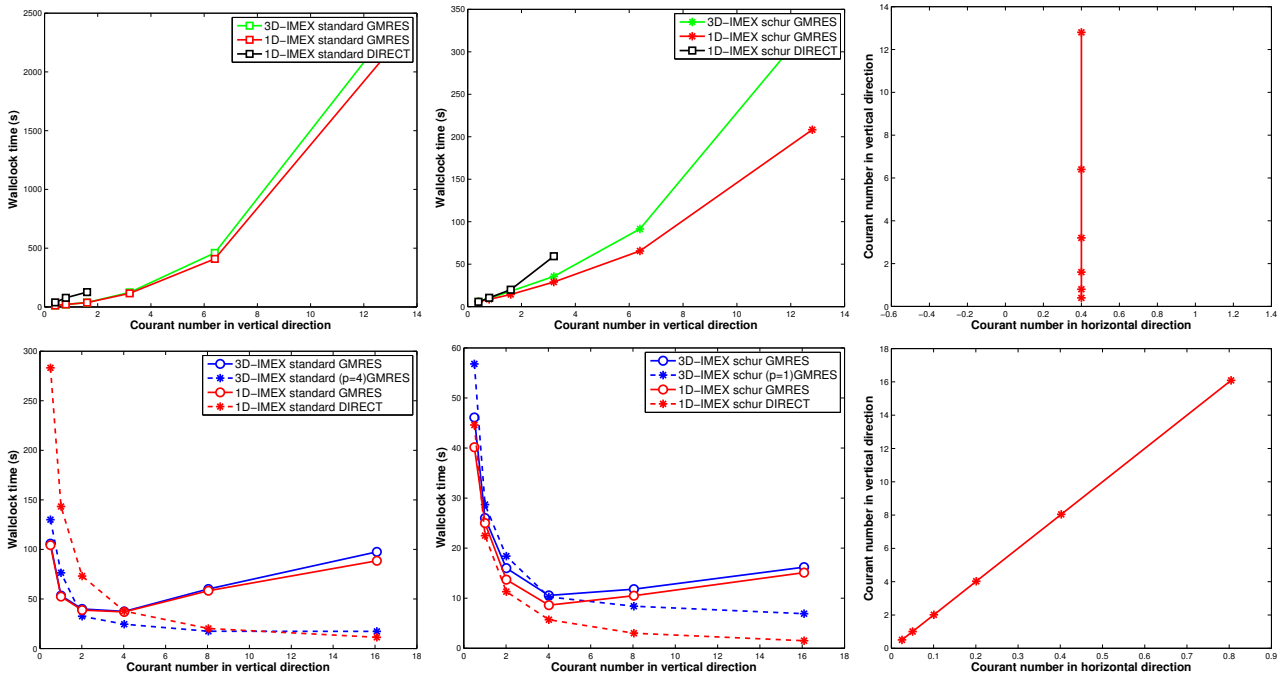 3D-IMEX standard GMRES
1D-IMEX standard GMRES
1D-IMEX standard DIRECT
Wallclock time (s)
2500
2000
1500
1000
500
0
0 2 4 6 8 10 12 14
Courant number in vertical direction
3D-IMEX schur GMRES
1D-IMEX schur GMRES
1D-IMEX schur DIRECT
Wallclock time (s)
350
300
250
200
150
100
50
0
0 2 4 6 8 10 12 14
Courant number in vertical direction
Courant number in vertical direction
14
12
10
8
6
4
2
0
-0.6 -0.4 -0.2 0 0.2 0.4 0.6 0.8 1 1.2 1.4
Courant number in horizontal direction
3D-IMEX standard GMRES
3D-IMEX standard (p=4)GMRES
1D-IMEX standard GMRES
1D-IMEX standard DIRECT
Wallclock time (s)
300
250
200
150
100
50
0
0 2 4 6 8 10 12 14 16 18
Courant number in vertical direction
3D-IMEX schur GMRES
3D-IMEX schur (p=1)GMRES
1D-IMEX schur GMRES
1D-IMEX schur DIRECT
Wallclock time (s)
60
50
40
30
20
10
0
0 2 4 6 8 10 12 14 16 18
Courant number in vertical direction
Courant number in vertical direction
18
16
14
12
10
8
6
4
2
0
0 0.1 0.2 0.3 0.4 0.5 0.6 0.7 0.8 0.9
Courant number in horizontal direction